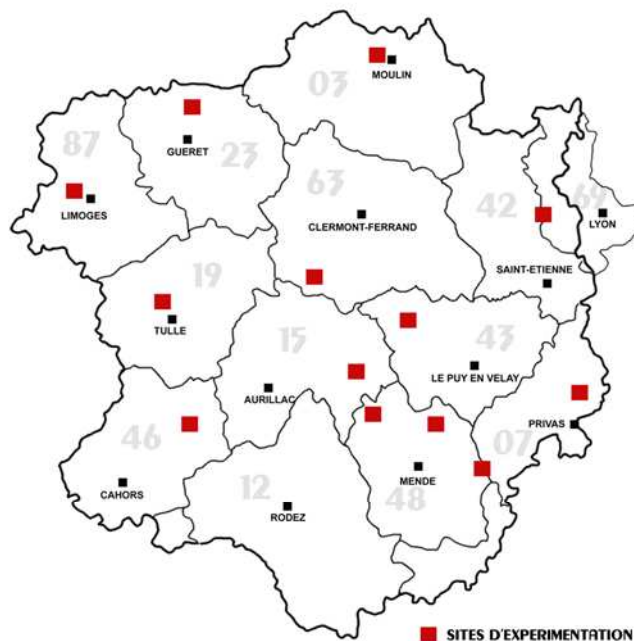 03
MOULIN
GUERET
23
87
LIMOGES
63
CLERMONT-FERRAND
42
69
LYON
SAINT-ETIENNE
19
TULLE
15
AURILLAC
43
LE PUY EN VELAY
46
CAHORS
12
RODEZ
MENDE
48
07
PRIVAS
SITES D'EXPERIMENTATION